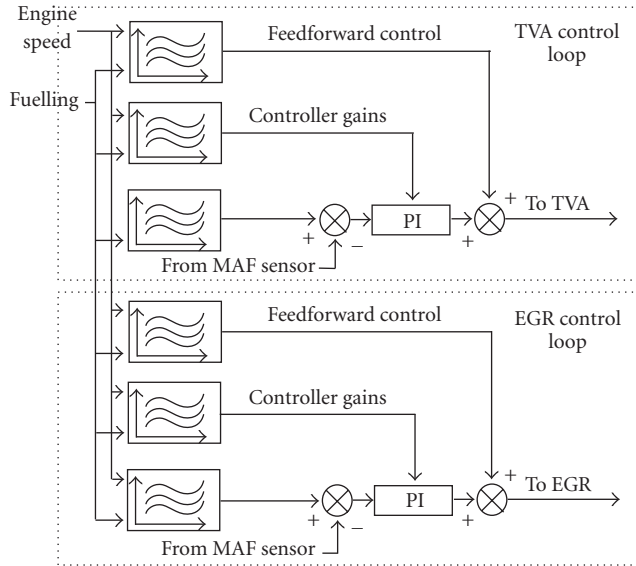 Engine
speed
Fuelling
Feedforward control
TVA control
loop
Controller gains
PI
+
To TVA
+
−
+
From MAF sensor
Feedforward control
EGR control
loop
Controller gains
PI
+
To EGR
+
−
+
From MAF sensor